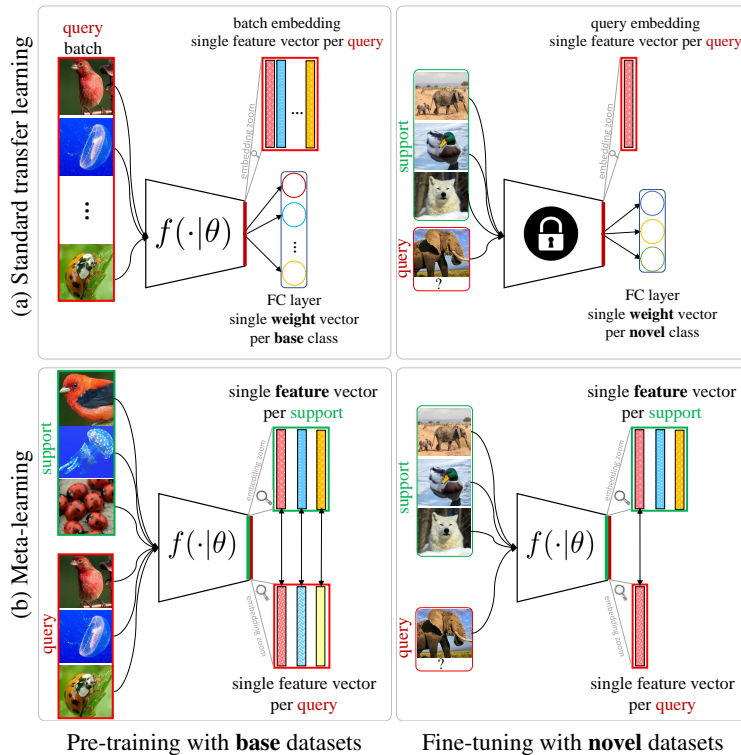 (a) Standard transfer learning
query
batch
...
f(·|θ)
batch embedding
single feature vector per query
...
embedding zoom
...
FC layer
single weight vector
per base class
support
query
?
query embedding
single feature vector per query
embedding zoom
FC layer
single weight vector
per novel class
(b) Meta-learning
support
query
f(·|θ)
single feature vector
per support
embedding zoom
embedding zoom
single feature vector
per query
support
query
?
f(·|θ)
single feature vector
per support
embedding zoom
embedding zoom
single feature vector
per query
Pre-training with base datasets
Fine-tuning with novel datasets